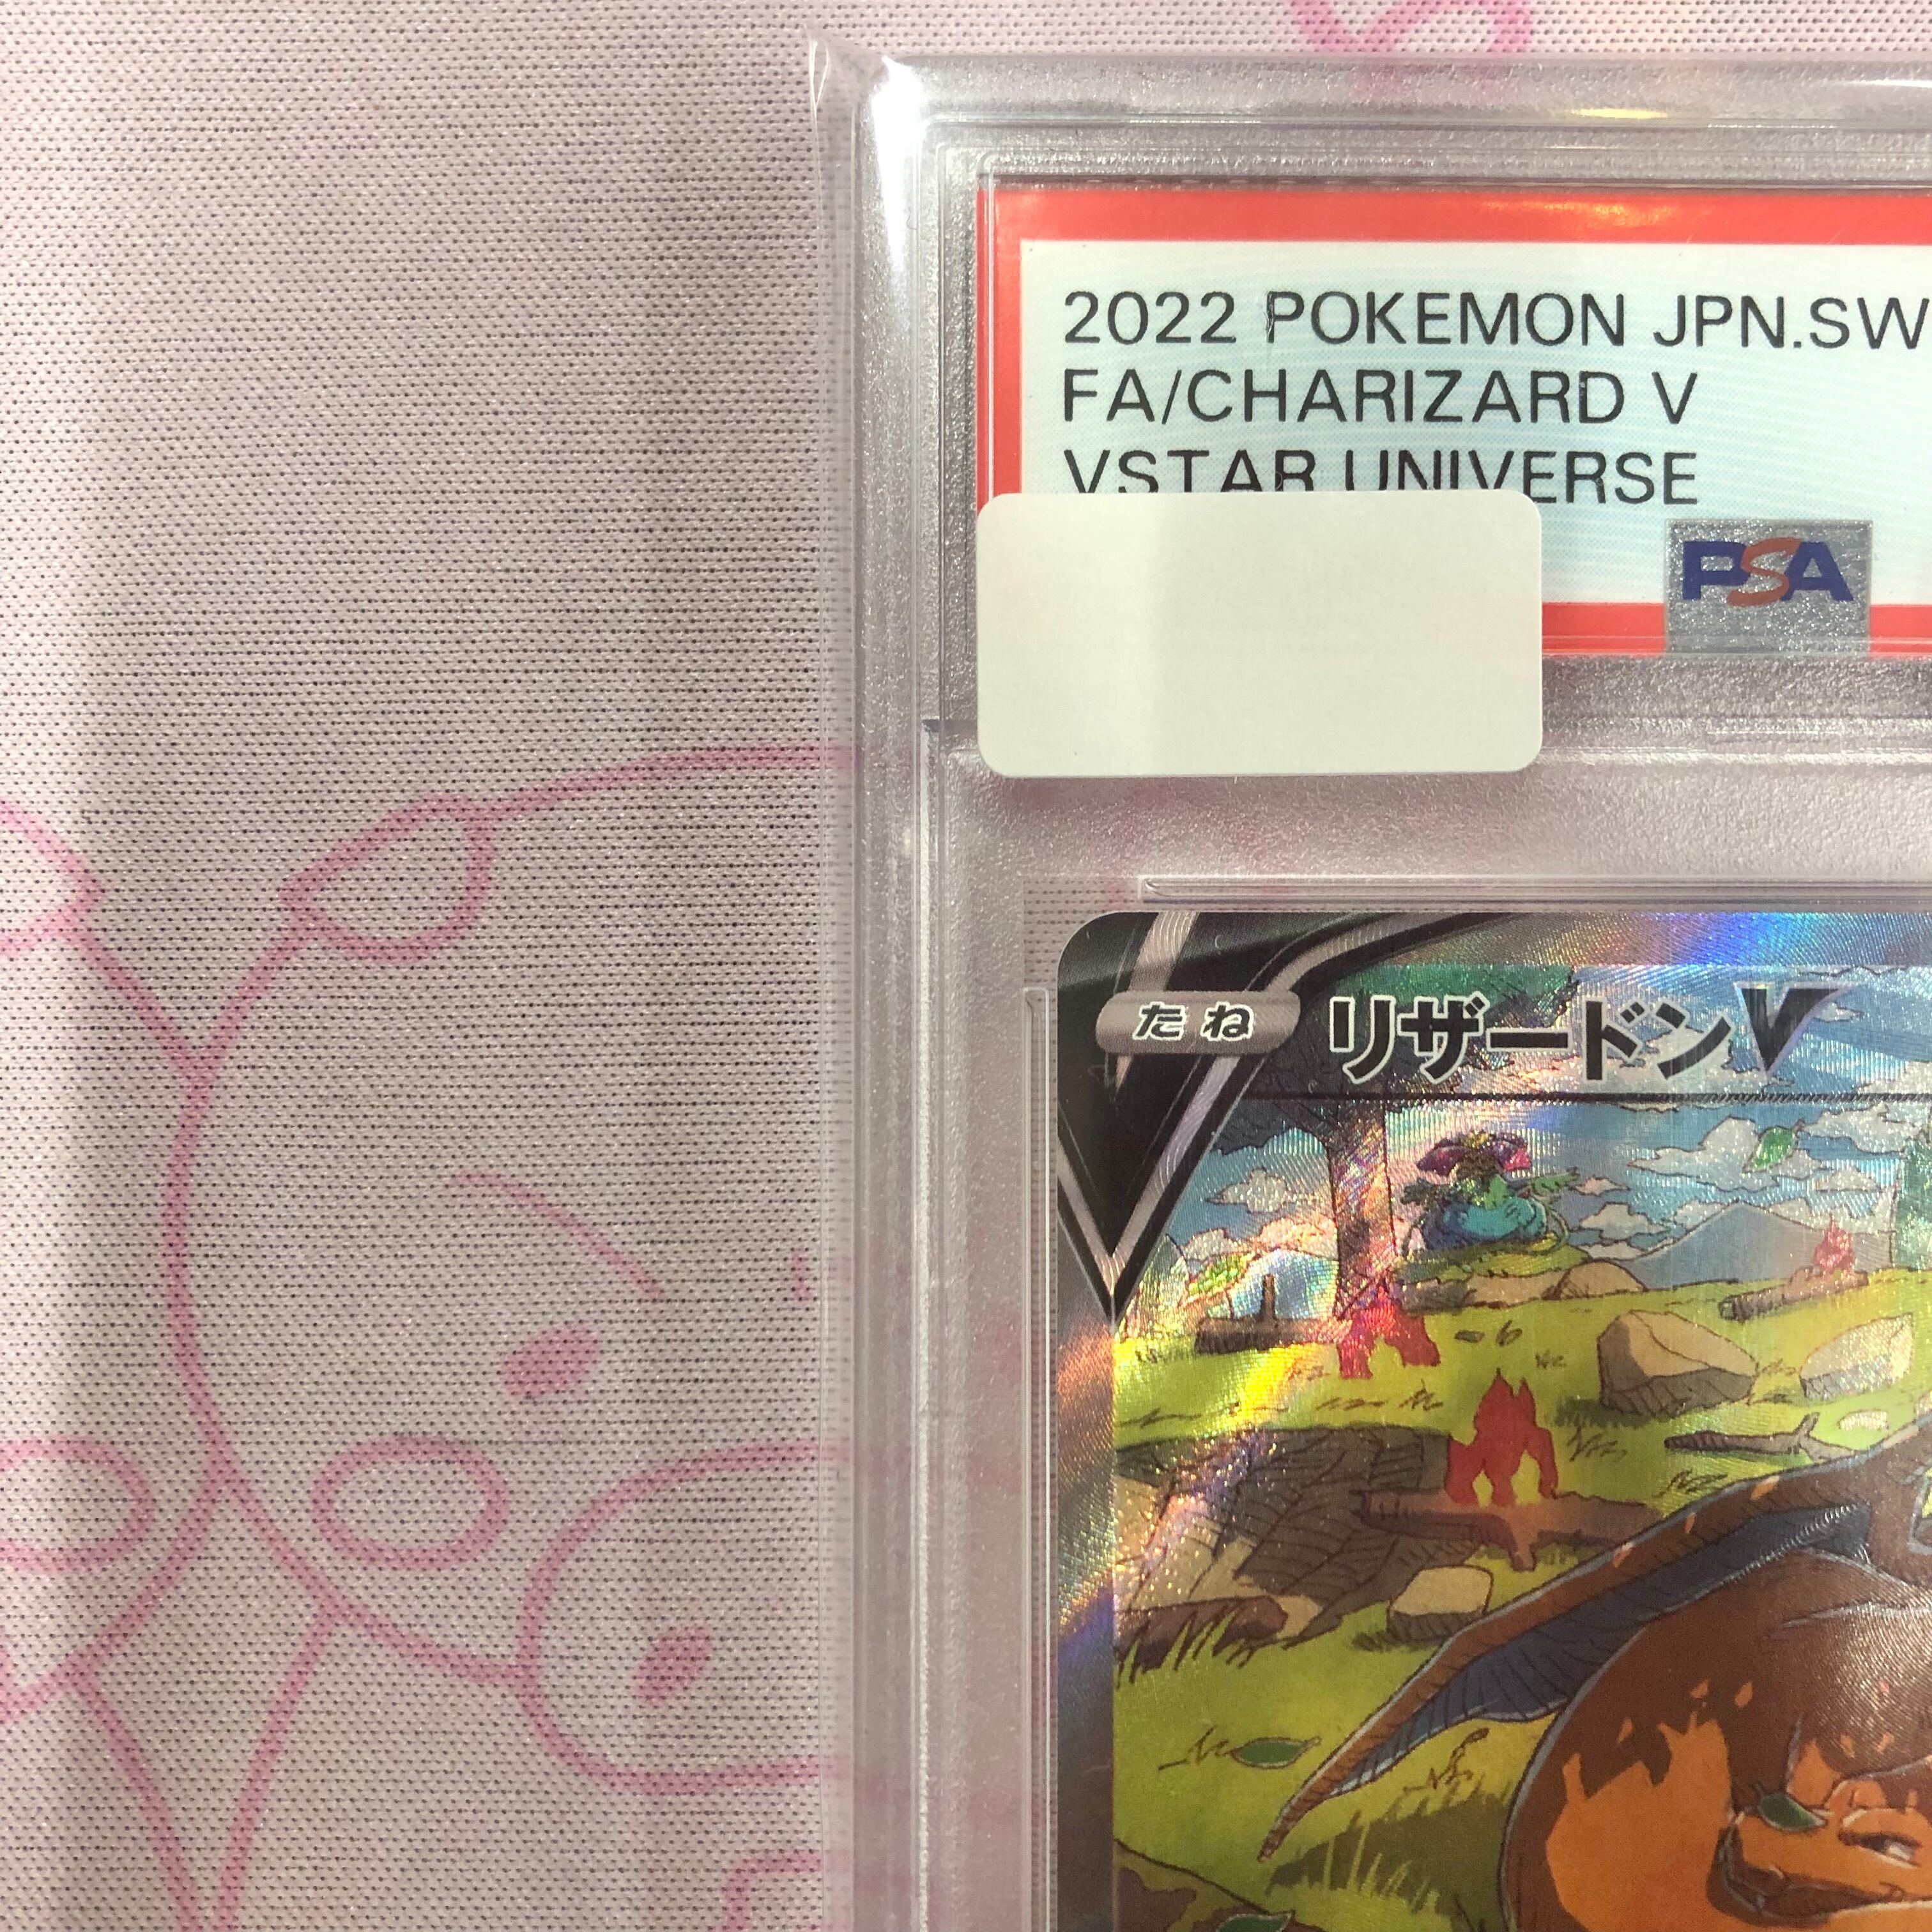 2022 POKEMON JPN.SW
FA/CHARIZARD V
VSTAR UNIVERSE
PSA
たね リザードンV